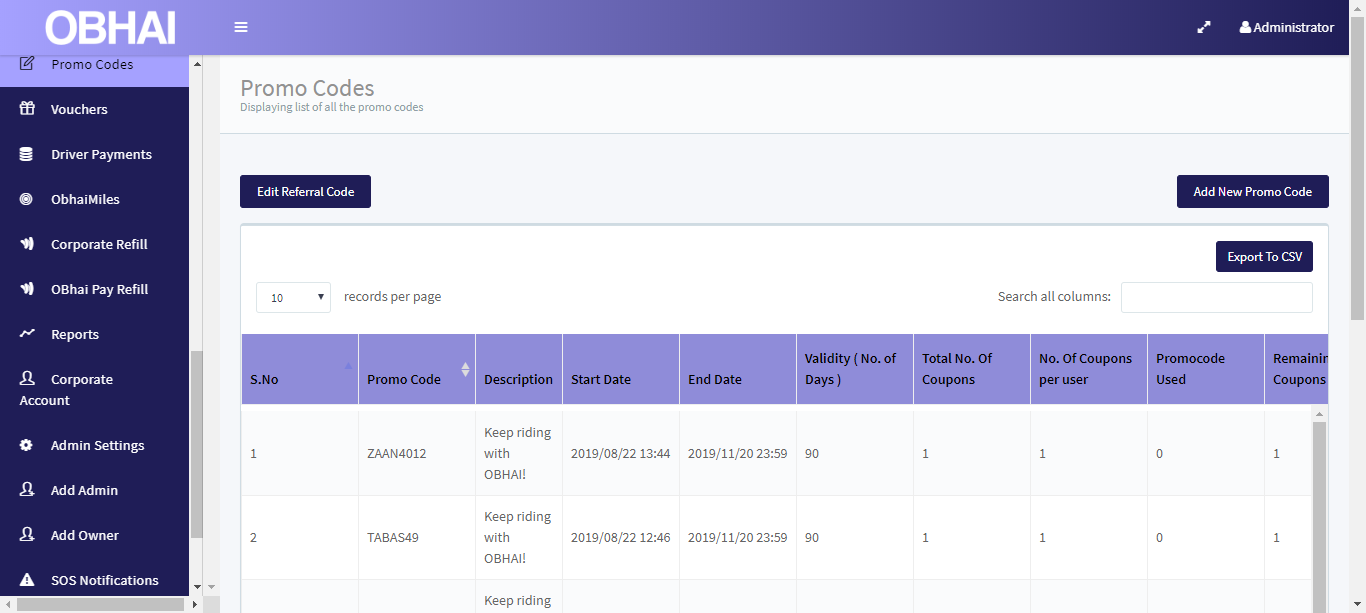 OBHAI
Administrator
Promo Codes
Vouchers
Driver Payments
ObhaiMiles
Corporate Refill
OBhai Pay Refill
Reports
Corporate
Account
Admin Settings
Add Admin
Add Owner
SOS Notifications
Promo Codes
Displaying list of all the promo codes
Edit Referral Code
Add New Promo Code
Export To CSV
10 records per page
Search all columns:
S.No
Promo Code
Description
Start Date
End Date
Validity ( No. of
Days )
Total No. Of
Coupons
No. Of Coupons
per user
Promocode
Used
Remainin
Coupons
1
ZAAN4012
Keep riding
with
OBHAI!
2019/08/22 13:44
2019/11/20 23:59
90
1
1
0
1
2
TABAS49
Keep riding
with
OBHAI!
2019/08/22 12:46
2019/11/20 23:59
90
1
1
0
1
Keep riding